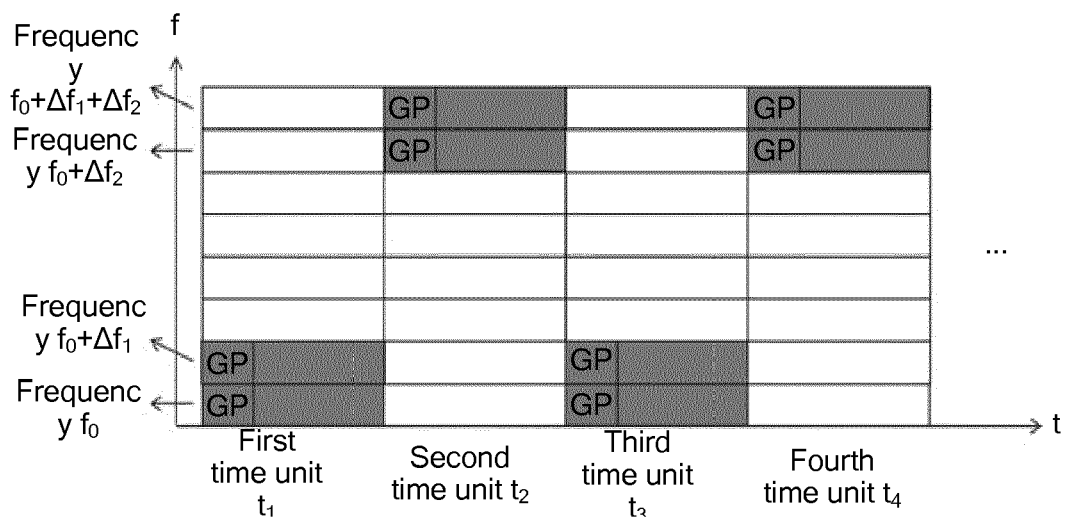 f
Frequenc
y
f₀+Δf₁+Δf₂
Frequenc
y f₀+Δf₂
GP
GP
GP
GP
...
Frequenc
y f₀+Δf₁
Frequenc
y f₀
GP
GP
GP
GP
t
First
time unit
t₁
Second
time unit t₂
Third
time unit
t₃
Fourth
time unit t₄